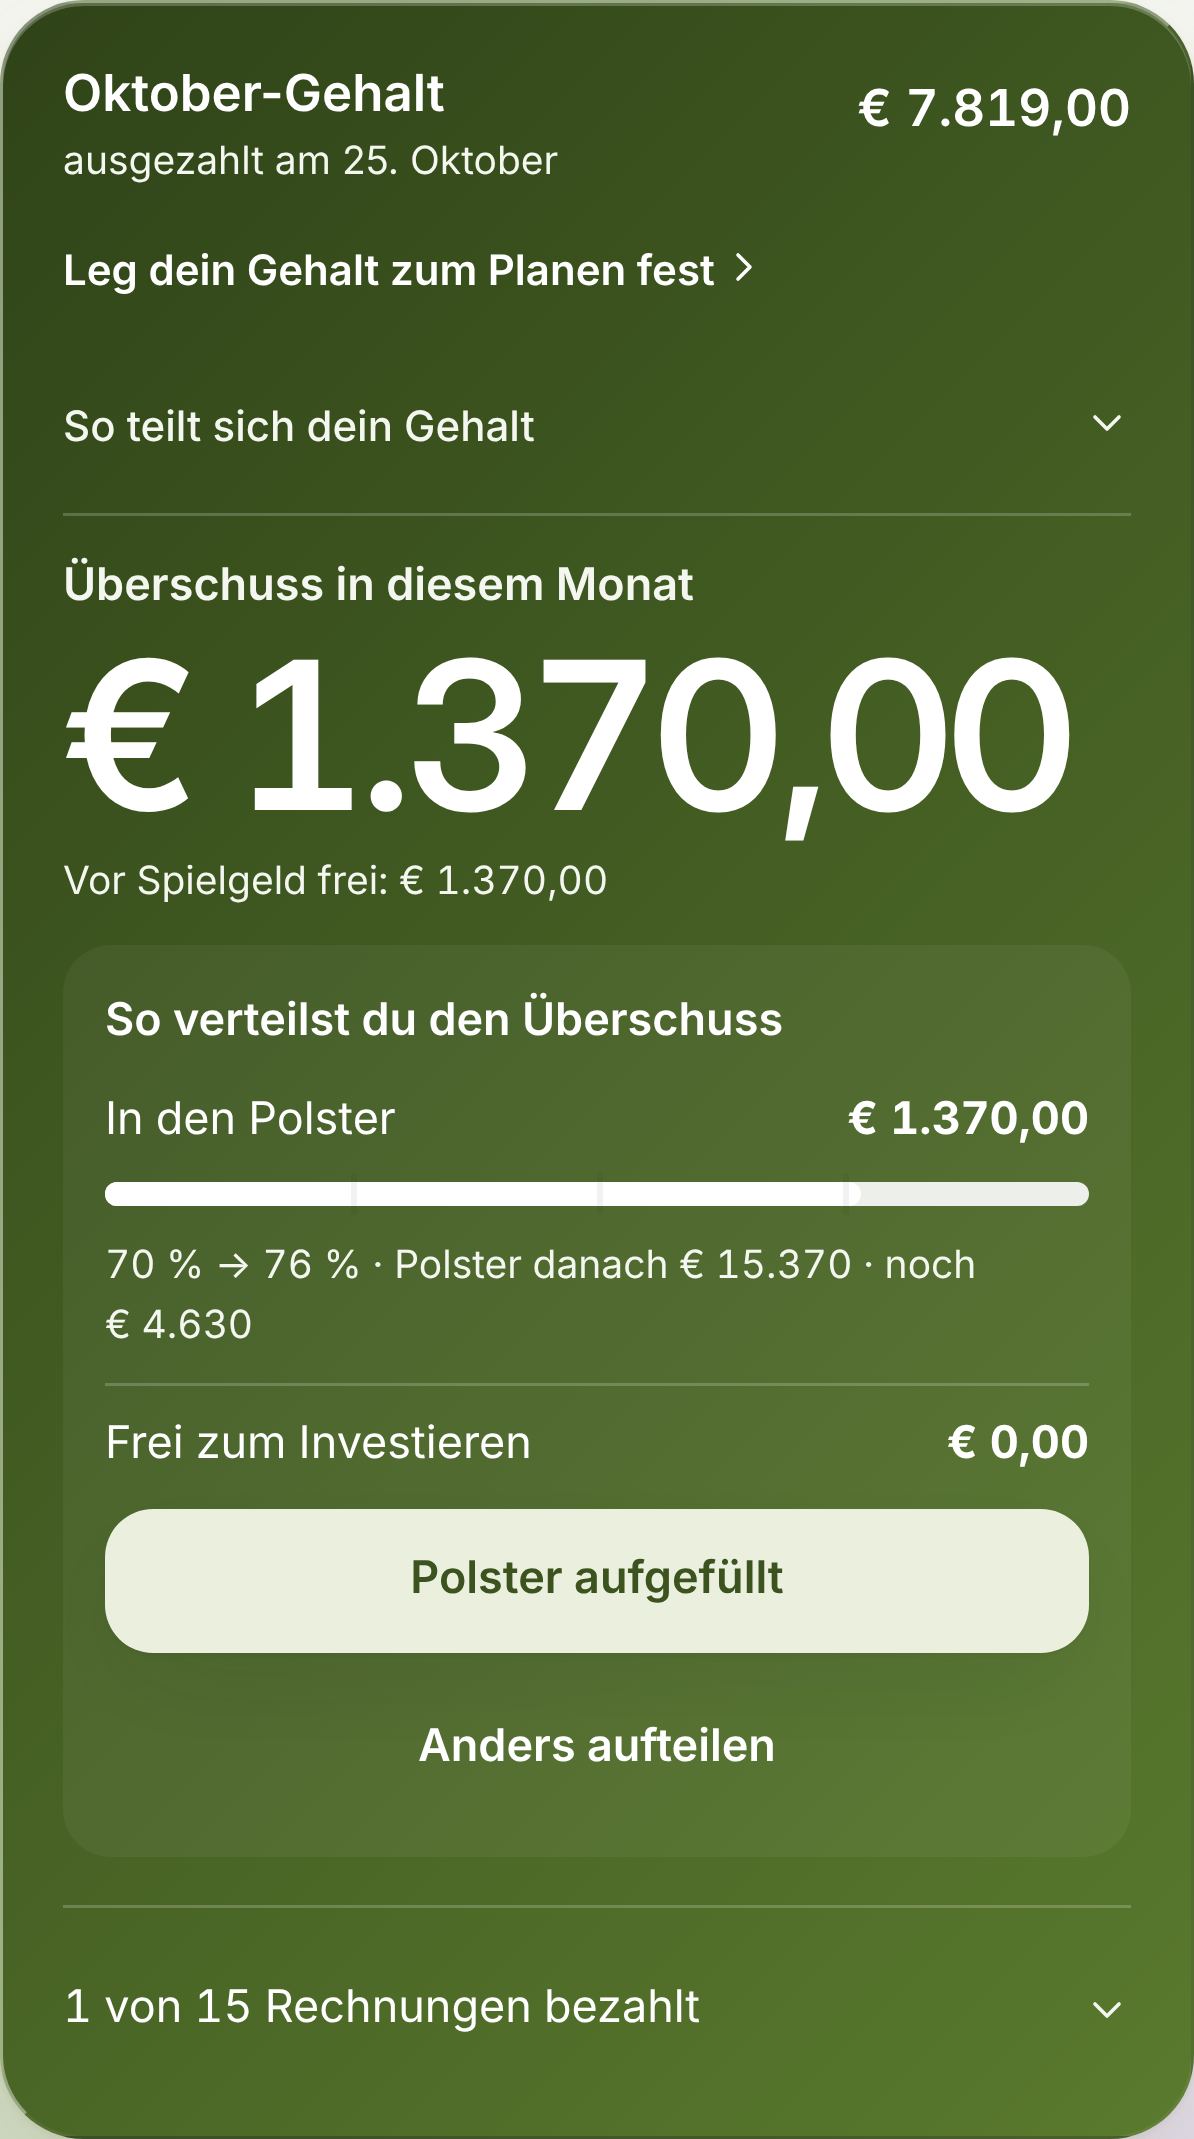 Oktober-Gehalt
€ 7.819,00
ausgezahlt am 25. Oktober
Leg dein Gehalt zum Planen fest
So teilt sich dein Gehalt
Überschuss in diesem Monat
€ 1.370,00
Vor Spielgeld frei: € 1.370,00
So verteilst du den Überschuss
In den Polster
€ 1.370,00
70 % → 76 % · Polster danach € 15.370 · noch
€ 4.630
Frei zum Investieren
€ 0,00
Polster aufgefüllt
Anders aufteilen
1 von 15 Rechnungen bezahlt